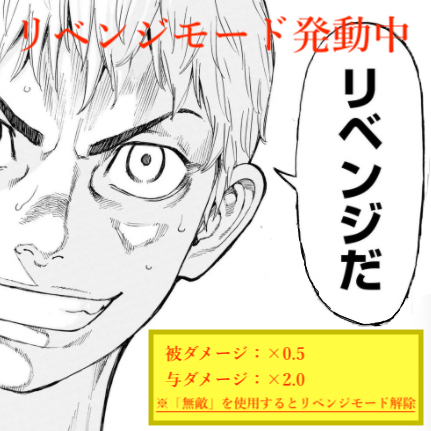 リベンジモード発動中
リベンジだ
被ダメージ：×0.5
与ダメージ：×2.0
※「無敵」を使用するとリベンジモード解除